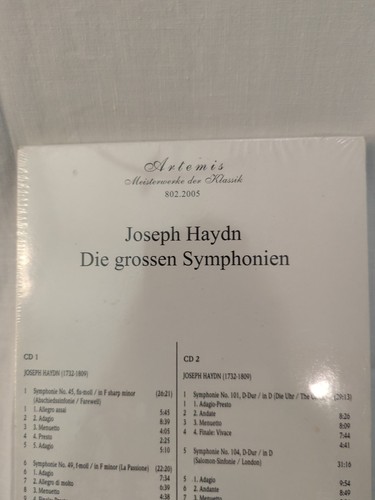 Artemis
Meisterwerke der Klassik
802.2005
Joseph Haydn
Die grossen Symphonien
CD 1
JOSEPH HAYDN (1732-1809)
1 Symphonie No. 45, fis-moll / in F sharp minor (26:21)
(Abschiedssinfonie / Farewell)
1 1. Allegro assai 5:45
2 2. Adagio 8:39
3 3. Menuetto 4:05
4 4. Presto 2:25
5 5. Adagio 5:10
6 Symphonie No. 49, f-moll / in F minor (La Passione) (22:20)
6 1. Adagio 7:34
7 2. Allegro di molto 6:39
8 3. Menuetto 4:38
CD 2
JOSEPH HAYDN (1732-1809)
1 Symphonie No. 101, D-Dur / in D (Die Uhr / The (29:13)
1 1. Adagio-Presto
2 2. Andate 8:26
3 3. Menuetto 8:09
4 4. Finale: Vivace 7:44
4:41
5 Symphonie No. 104, D-Dur / in D
(Salomon-Sinfonie / London) 31:16
5 1. Adagio 9:54
6 2. Andante 8:49